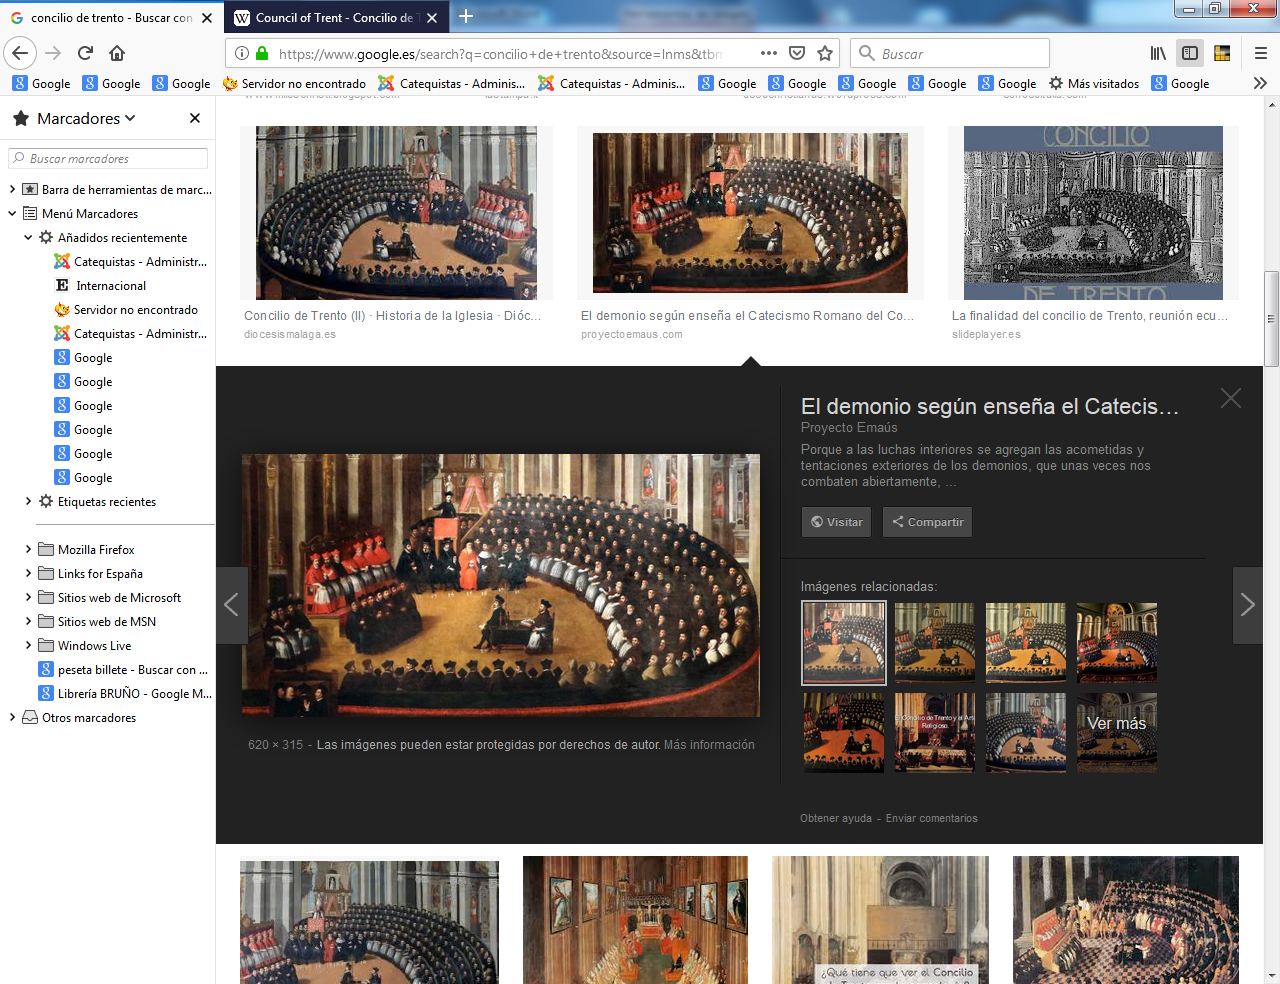 concilio de trento - Buscar con
Council of Trent - Concilio de T
https://www.google.es/search?q=concilio+de+trento&source=lnms&tbm
Buscar
Google
Google
Google
Servidor no encontrado
Catequistas - Adminis...
Catequistas - Adminis...
Google
Google
Google
Google
Google
Más visitados
Google
Marcadores
Buscar marcadores
Barra de herramientas de marc...
Menú Marcadores
Añadidos recientemente
Catequistas - Administr...
Internacional
Servidor no encontrado
Catequistas - Administr...
Google
Google
Google
Google
Google
Google
Etiquetas recientes
Mozilla Firefox
Links for España
Sitios web de Microsoft
Sitios web de MSN
Windows Live
peseta billete - Buscar con ...
Librería BRUÑO - Google M...
Otros marcadores
CONCILIO
DE TRENTO
Concilio de Trento (II) · Historia de la Iglesia · Dióc...
diocesismalaga.es
El demonio según enseña el Catecismo Romano del Co...
proyectoemaus.com
La finalidad del concilio de Trento, reunión ecu...
slideplayer.es
El demonio según enseña el Catecis...
Proyecto Emaús
Porque a las luchas interiores se agregan las acometidas y
tentaciones exteriores de los demonios, que unas veces nos
combaten abiertamente, ...
Visitar
Compartir
Imágenes relacionadas:
El Concilio de Trento y el Arte
Religioso.
Ver más
620 × 315 - Las imágenes pueden estar protegidas por derechos de autor. Más información
Obtener ayuda - Enviar comentarios
¿Qué tiene que ver el Concilio